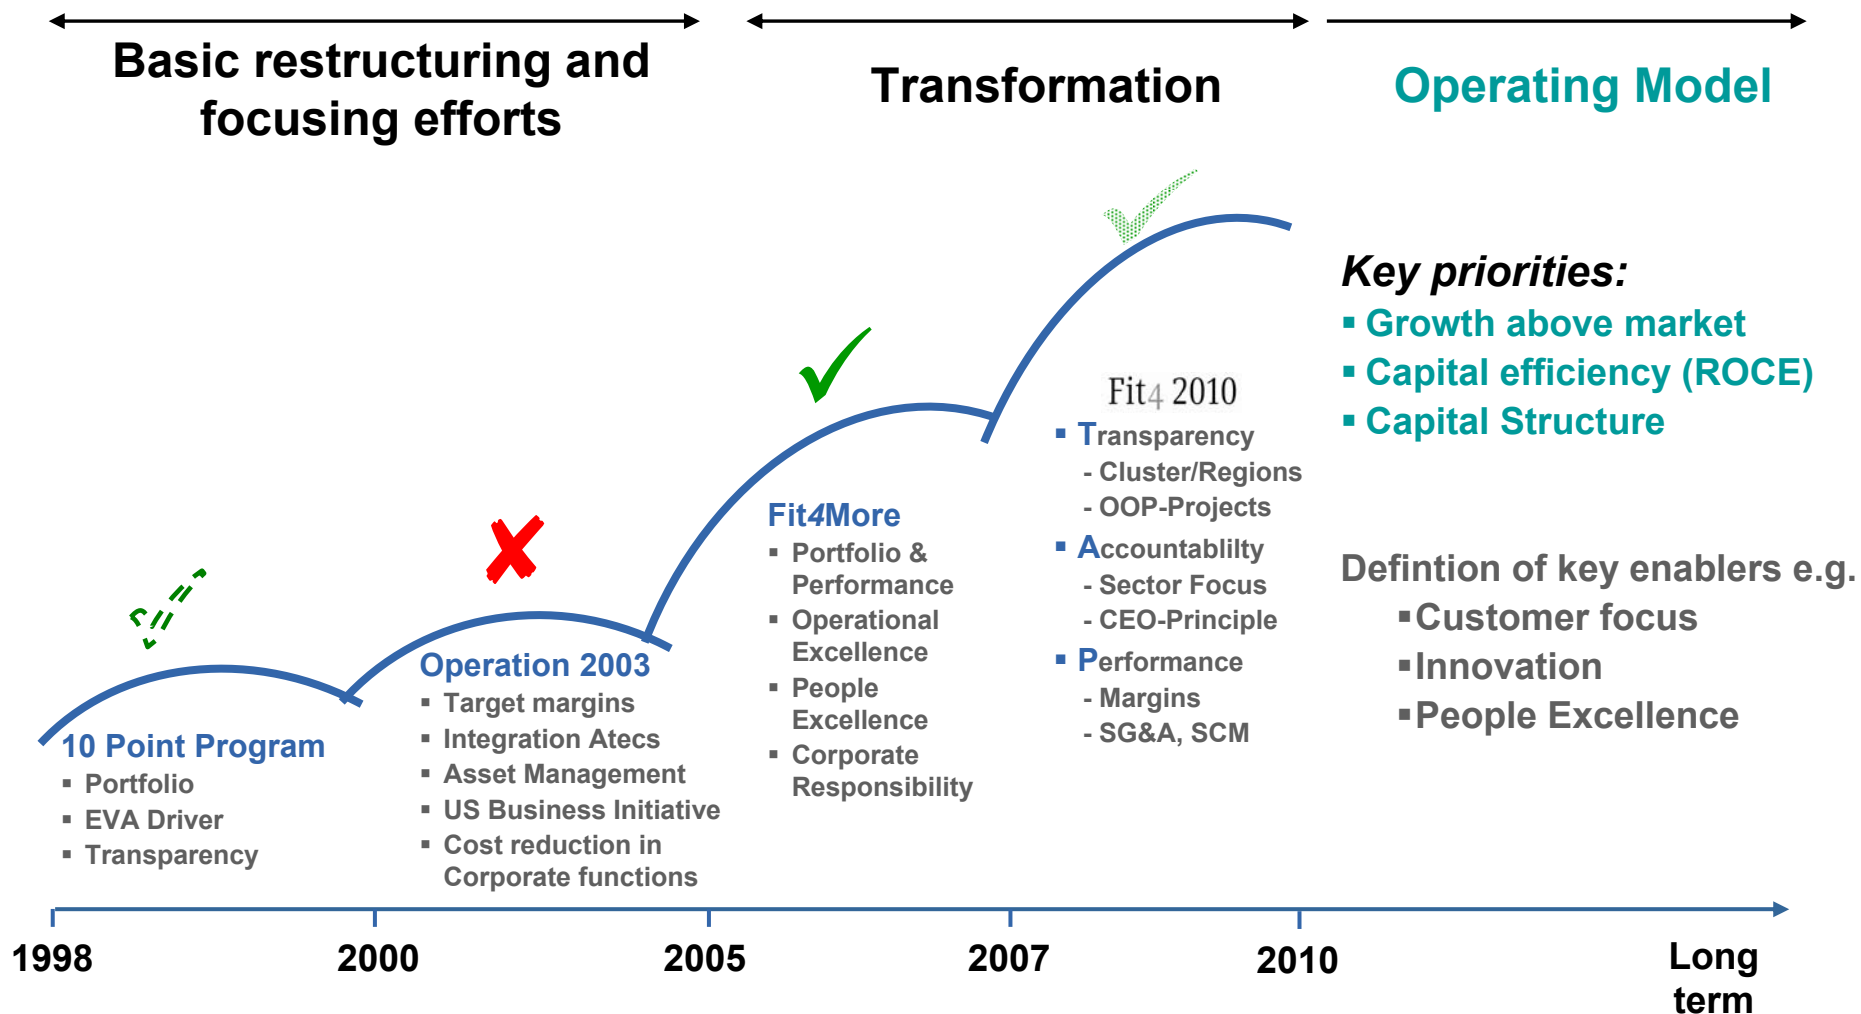 Basic restructuring and
focusing efforts
Transformation
Operating Model
10 Point Program
▪ Portfolio
▪ EVA Driver
▪ Transparency
Operation 2003
▪ Target margins
▪ Integration Atecs
▪ Asset Management
▪ US Business Initiative
▪ Cost reduction in
Corporate functions
Fit4More
▪ Portfolio &
Performance
▪ Operational
Excellence
▪ People
Excellence
▪ Corporate
Responsibility
Fit4 2010
▪ Transparency
- Cluster/Regions
- OOP-Projects
▪ Accountablilty
- Sector Focus
- CEO-Principle
▪ Performance
- Margins
- SG&A, SCM
Key priorities:
▪ Growth above market
▪ Capital efficiency (ROCE)
▪ Capital Structure
Defintion of key enablers e.g.
▪Customer focus
▪Innovation
▪People Excellence
1998
2000
2005
2007
2010
Long
term